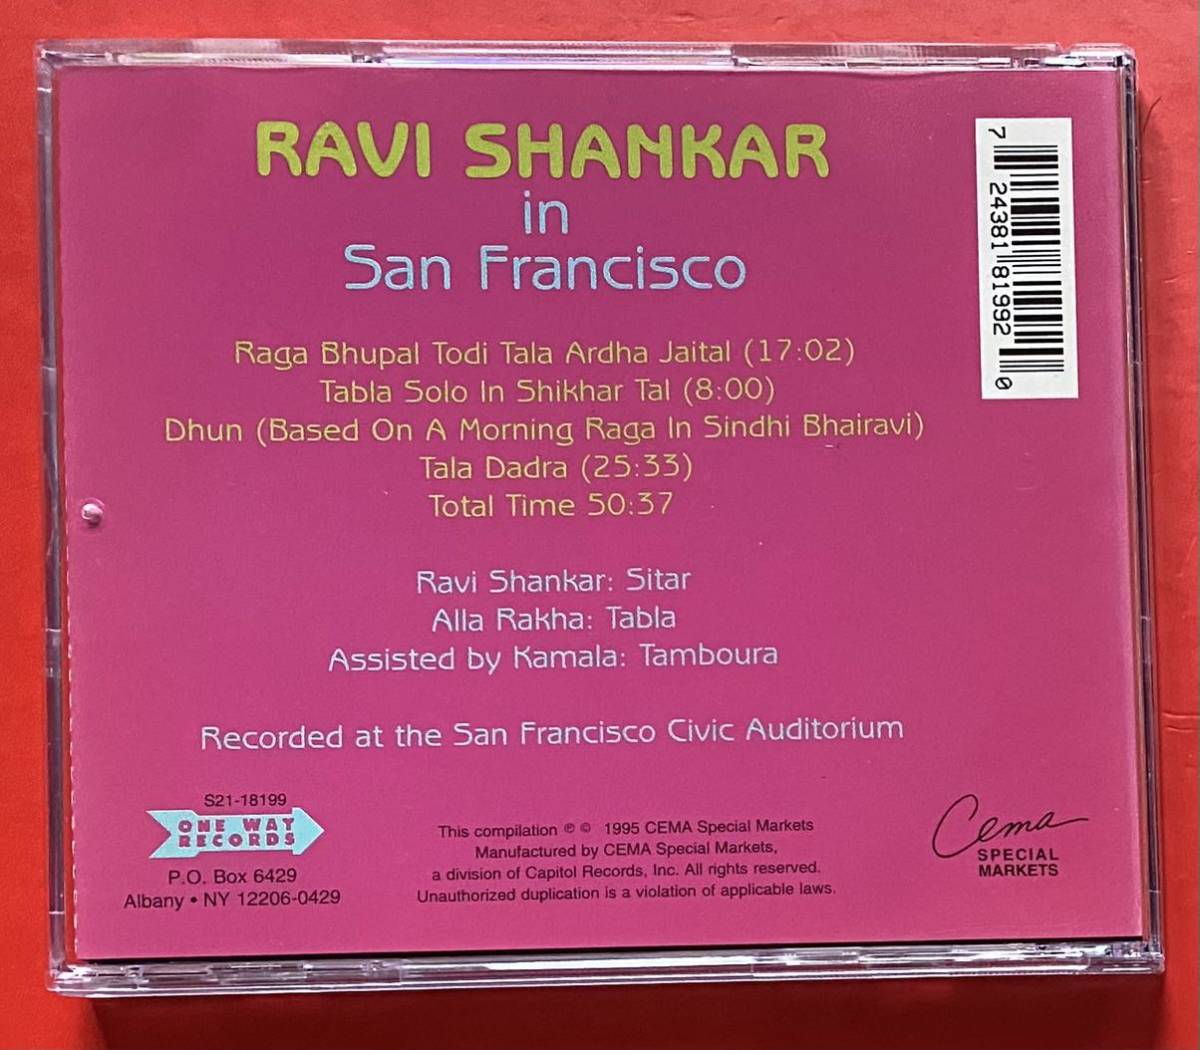 RAVI SHANKAR
in
San Francisco
Raga Bhupal Todi Tala Ardha Jaital (17:02)
Tabla Solo In Shikhar Tal (8:00)
Dhun (Based On A Morning Raga In Sindhi Bhairavi)
Tala Dadra (25:33)
Total Time 50:37
Ravi Shankar: Sitar
Alla Rakha: Tabla
Assisted by Kamala: Tamboura
Recorded at the San Francisco Civic Auditorium
7 24381 81992 0
S21-18199
ONE WAY
RECORDS
P.O. Box 6429
Albany • NY 12206-0429
This compilation ℗ © 1995 CEMA Special Markets
Manufactured by CEMA Special Markets,
a division of Capitol Records, Inc. All rights reserved.
Unauthorized duplication is a violation of applicable laws.
Cema
SPECIAL
MARKETS